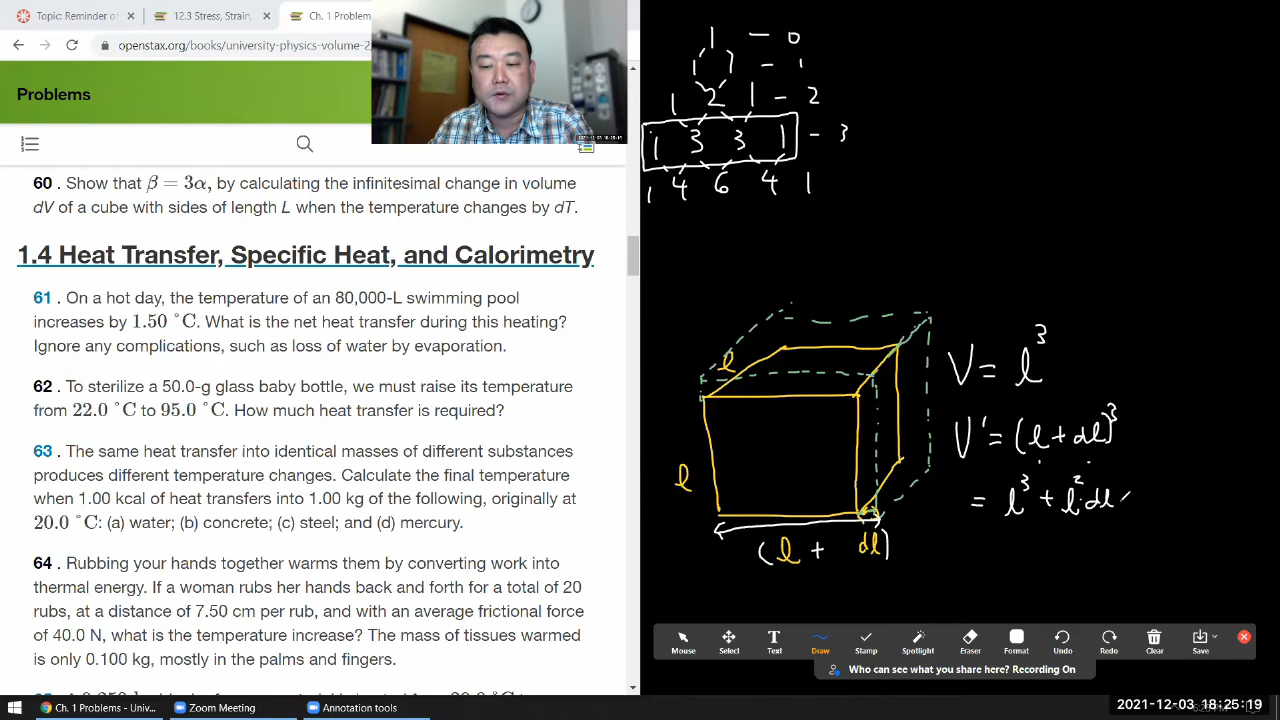 12.3 Stress, Strain,
Ch. 1 Problems
openstax.org/books/university-physics-volume-2
Problems
60 . Show that β = 3α, by calculating the infinitesimal change in volume
dV of a cube with sides of length L when the temperature changes by dT.
1.4 Heat Transfer, Specific Heat, and Calorimetry
61 . On a hot day, the temperature of an 80,000-L swimming pool
increases by 1.50 °C. What is the net heat transfer during this heating?
Ignore any complications, such as loss of water by evaporation.
62 . To sterilize a 50.0-g glass baby bottle, we must raise its temperature
from 22.0 °C to 95.0 °C. How much heat transfer is required?
63 . The same heat transfer into identical masses of different substances
produces different temperature changes. Calculate the final temperature
when 1.00 kcal of heat transfers into 1.00 kg of the following, originally at
20.0 °C: (a) water; (b) concrete; (c) steel; and (d) mercury.
64 . Rubbing your hands together warms them by converting work into
thermal energy. If a woman rubs her hands back and forth for a total of 20
rubs, at a distance of 7.50 cm per rub, and with an average frictional force
of 40.0 N, what is the temperature increase? The mass of tissues warmed
is only 0.100 kg, mostly in the palms and fingers.
1 – 0
1 1 – 1
1 2 1 – 2
1 3 3 1 – 3
1 4 6 4 1
l
l
(l + dl)
V = l³
V' = (l + dl)³
= l³ + l² dl
Mouse Select Text Draw Stamp Spotlight Eraser Format Undo Redo Clear Save
Who can see what you share here? Recording On
Ch. 1 Problems - Univ... Zoom Meeting Annotation tools
2021-12-03 18:25:19